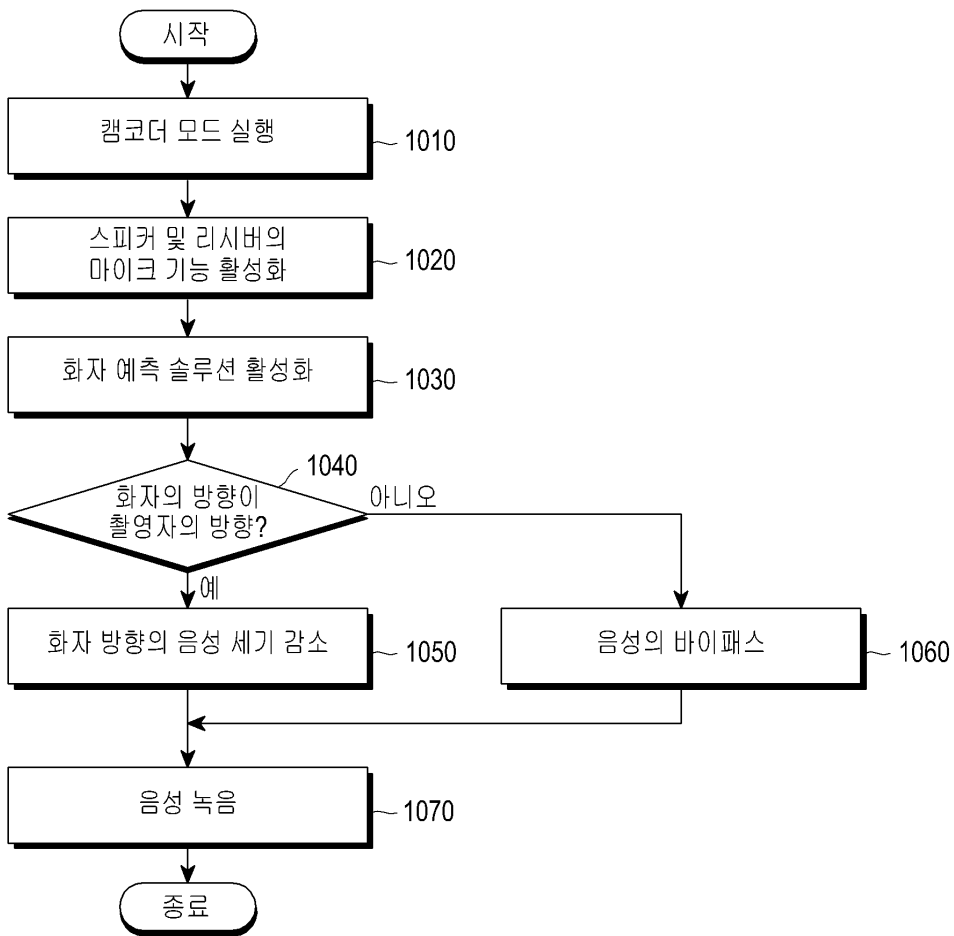 시작
캠코더 모드 실행
1010
스피커 및 리시버의
마이크 기능 활성화
1020
화자 예측 솔루션 활성화
1030
1040
화자의 방향이
촬영자의 방향?
아니오
예
화자 방향의 음성 세기 감소
1050
음성의 바이패스
1060
음성 녹음
1070
종료